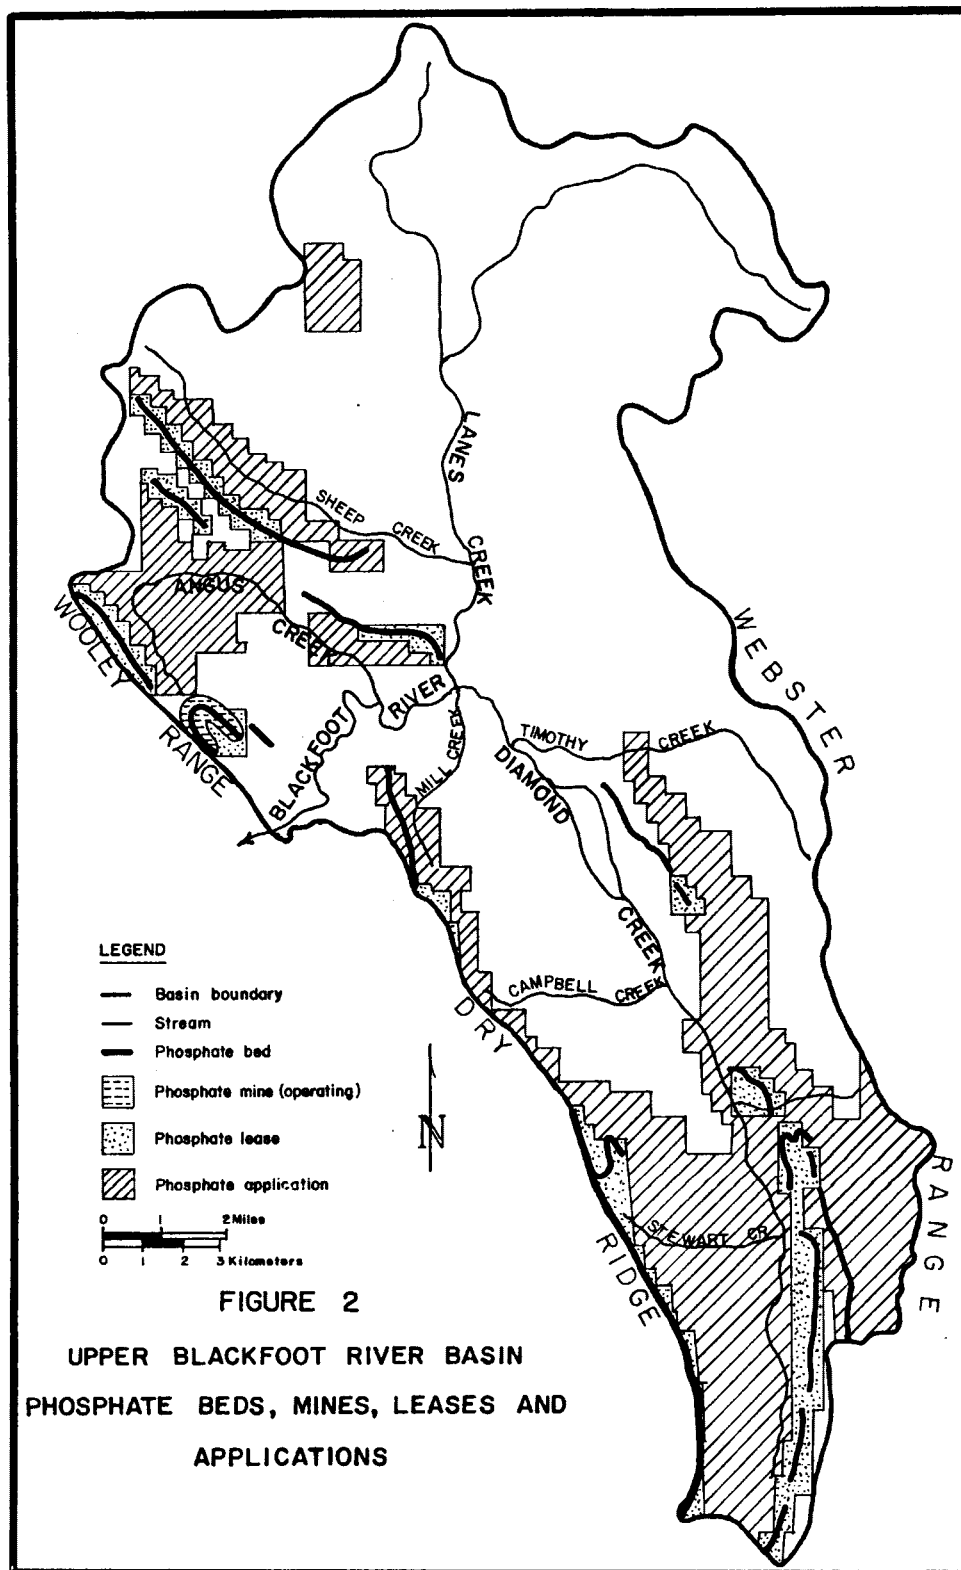 LANES
CREEK
SHEEP CREEK
ANGUS
CREEK
WOOLEY
RANGE
BLACKFOOT
RIVER
MILL CREEK
TIMOTHY CREEK
DIAMOND
CREEK
WEBSTER
RANGE
CAMPBELL CREEK
DRY
RIDGE
STEWART CR.
LEGEND
Basin boundary
Stream
Phosphate bed
Phosphate mine (operating)
Phosphate lease
Phosphate application
N
0 1 2 Miles
0 1 2 3 Kilometers
FIGURE 2
UPPER BLACKFOOT RIVER BASIN
PHOSPHATE BEDS, MINES, LEASES AND
APPLICATIONS